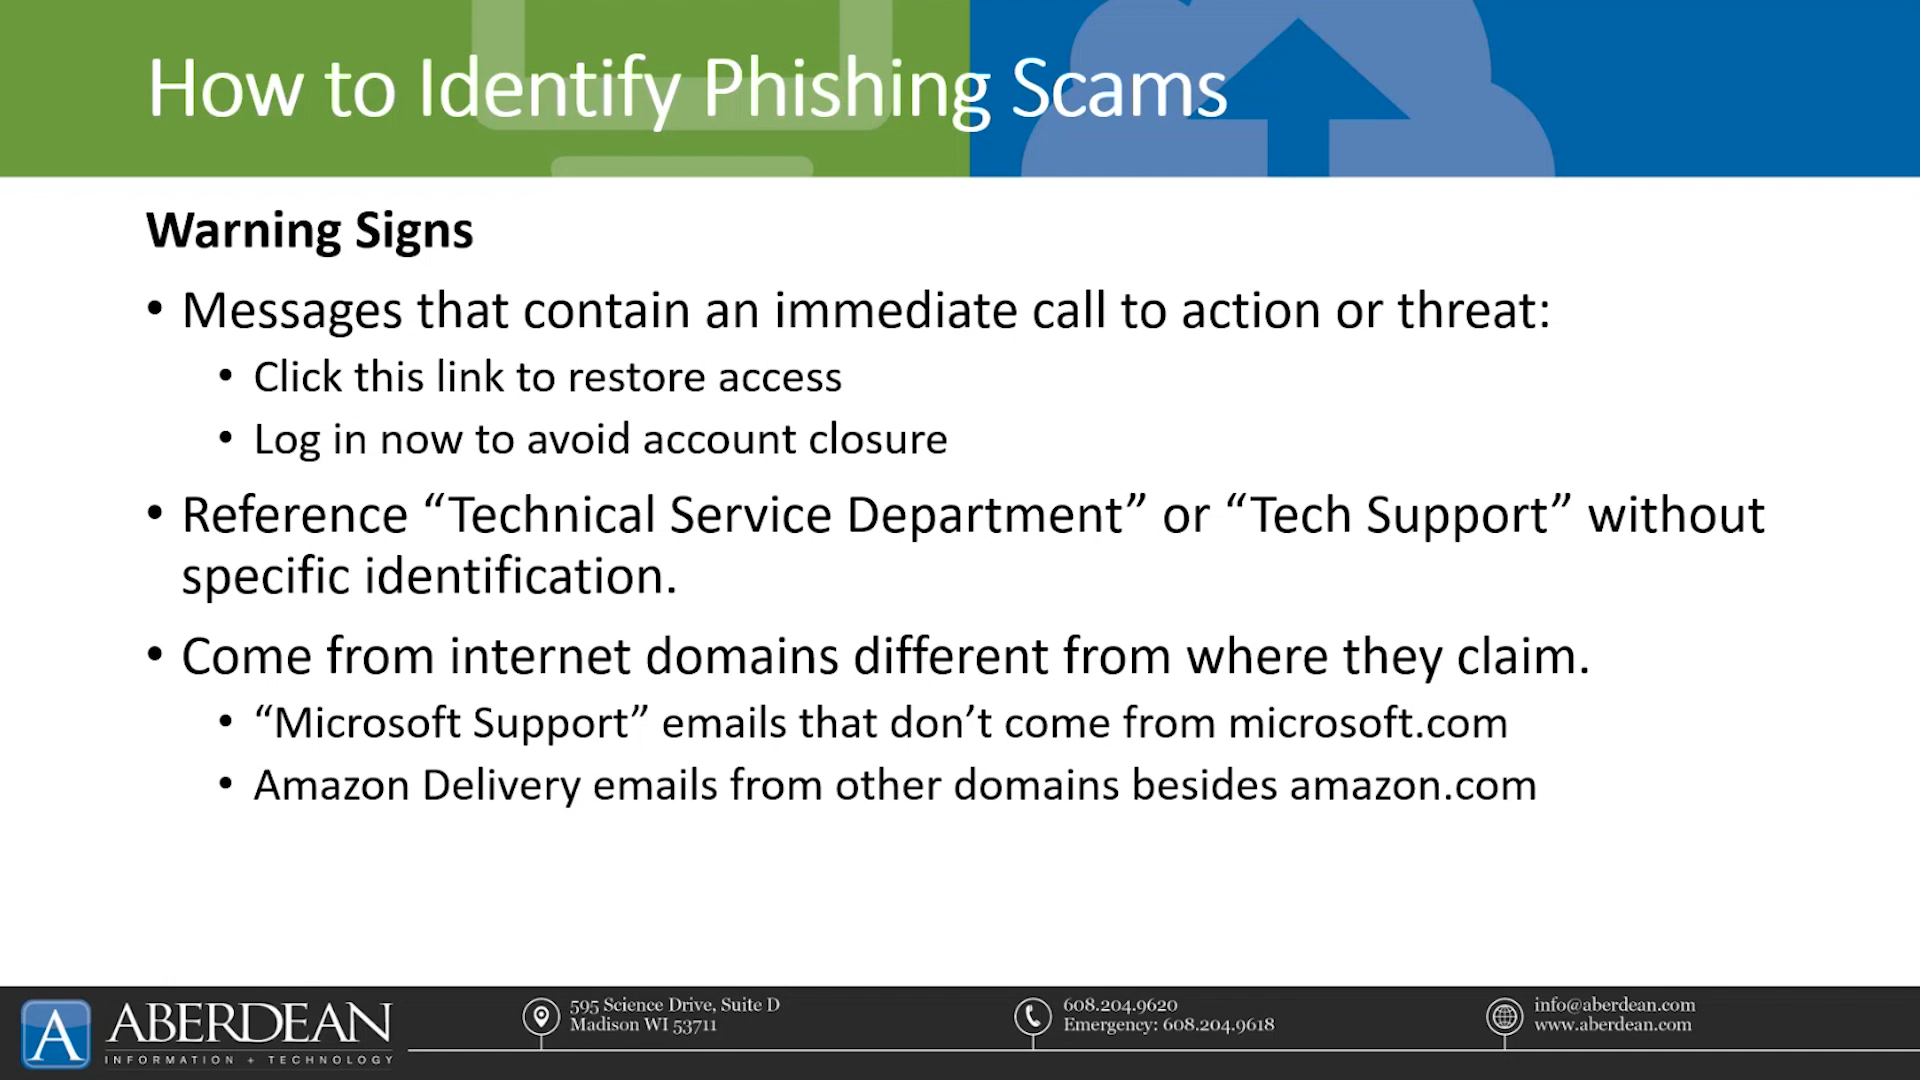 How to Identify Phishing Scams
Warning Signs
• Messages that contain an immediate call to action or threat:
• Click this link to restore access
• Log in now to avoid account closure
• Reference “Technical Service Department” or “Tech Support” without
specific identification.
• Come from internet domains different from where they claim.
• “Microsoft Support” emails that don’t come from microsoft.com
• Amazon Delivery emails from other domains besides amazon.com
A ABERDEAN
INFORMATION + TECHNOLOGY
595 Science Drive, Suite D
Madison WI 53711
608.204.9620
Emergency: 608.204.9618
info@aberdean.com
www.aberdean.com